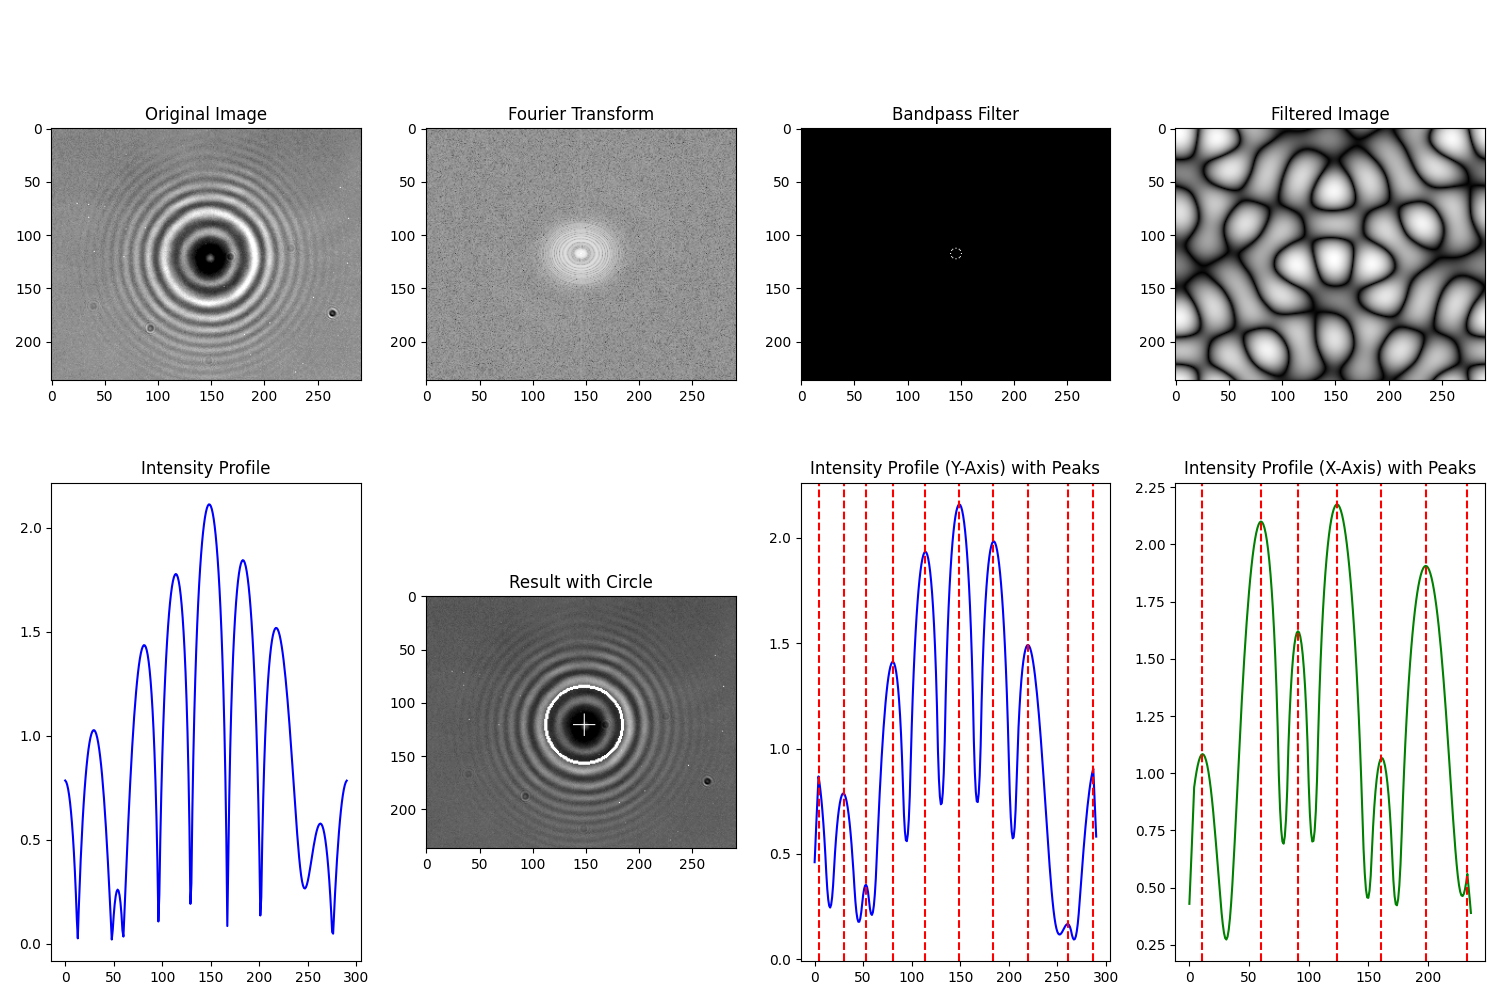 Original Image
0
50
100
150
200
0 50 100 150 200 250
Fourier Transform
0
50
100
150
200
0 50 100 150 200 250
Bandpass Filter
0
50
100
150
200
0 50 100 150 200 250
Filtered Image
0
50
100
150
200
0 50 100 150 200 250
Intensity Profile
2.0
1.5
1.0
0.5
0.0
0 50 100 150 200 250 300
Result with Circle
0
50
100
150
200
0 50 100 150 200 250
Intensity Profile (Y-Axis) with Peaks
2.0
1.5
1.0
0.5
0.0
0 50 100 150 200 250 300
Intensity Profile (X-Axis) with Peaks
2.25
2.00
1.75
1.50
1.25
1.00
0.75
0.50
0.25
0 50 100 150 200